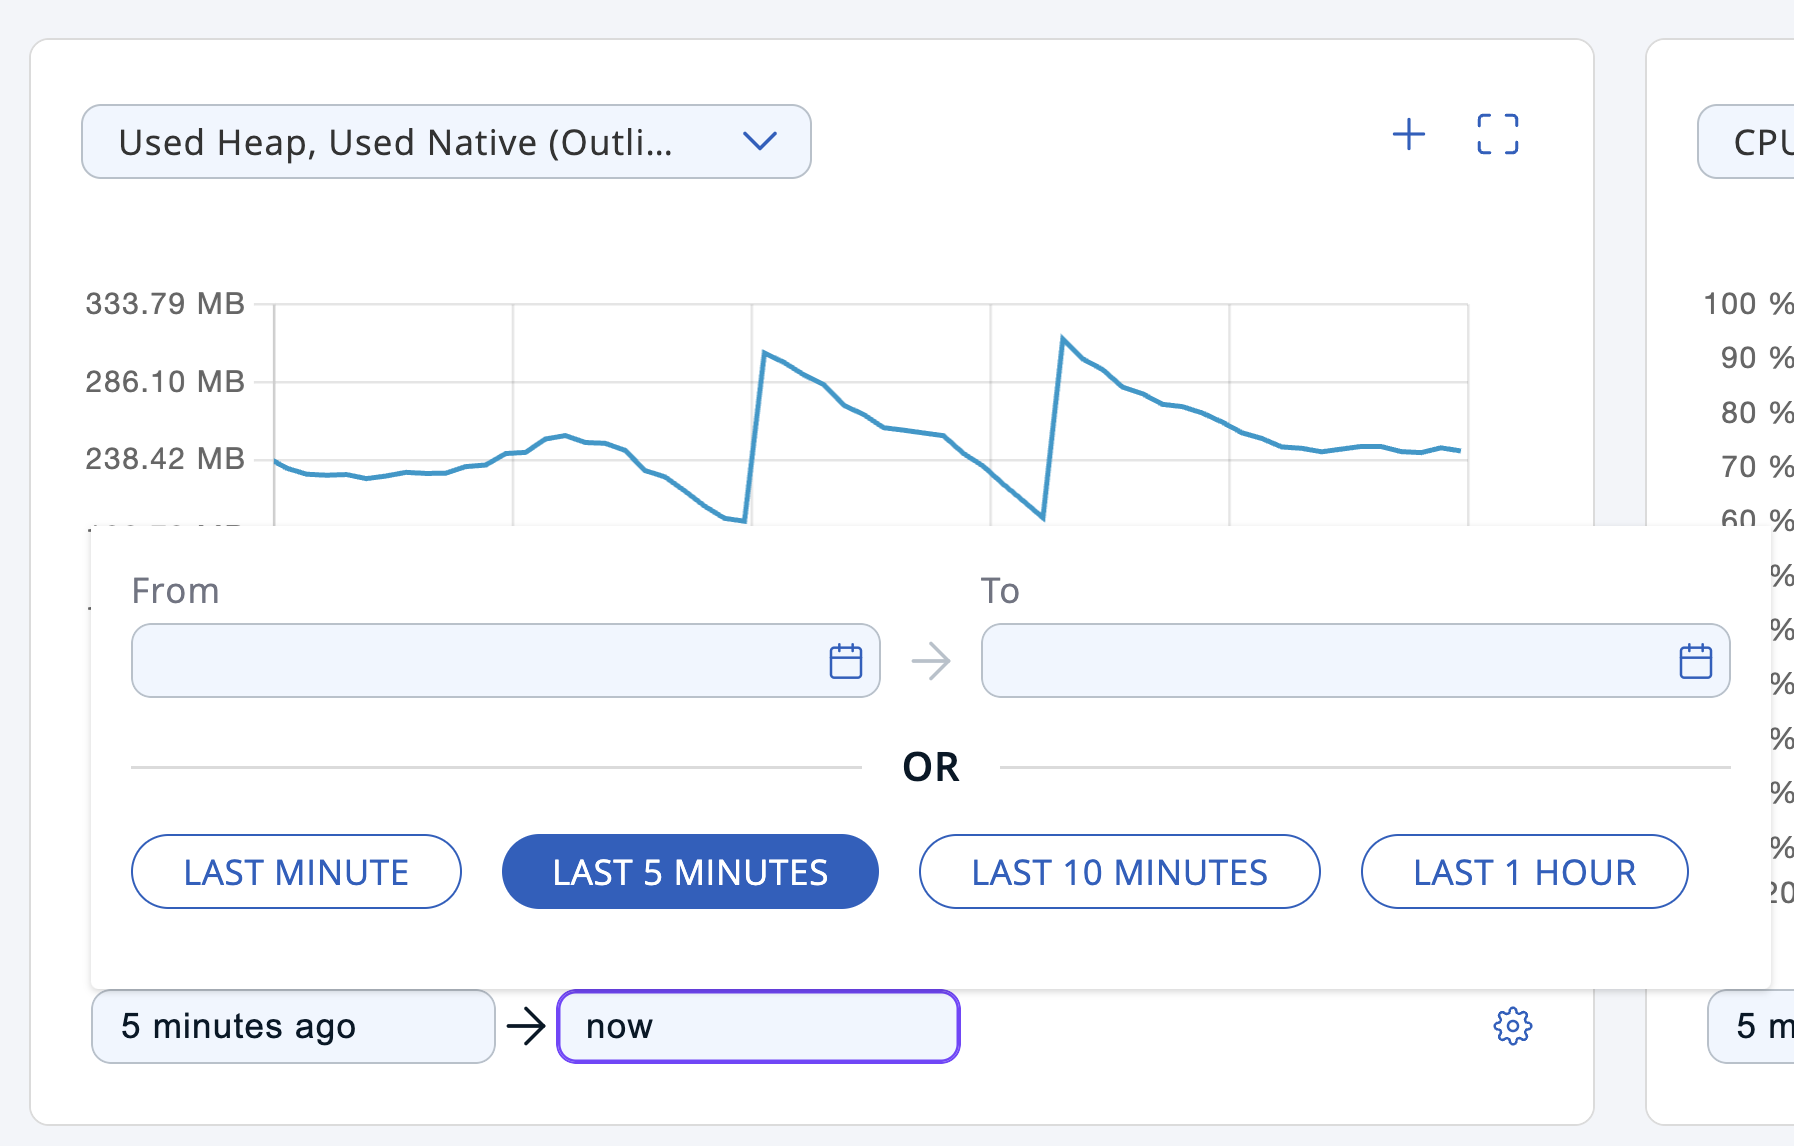 Used Heap, Used Native (Outli...
CPU
333.79 MB
286.10 MB
238.42 MB
100 %
90 %
80 %
70 %
60 %
%
%
%
%
%
%
20
From
To
OR
LAST MINUTE
LAST 5 MINUTES
LAST 10 MINUTES
LAST 1 HOUR
5 minutes ago
now
5 m